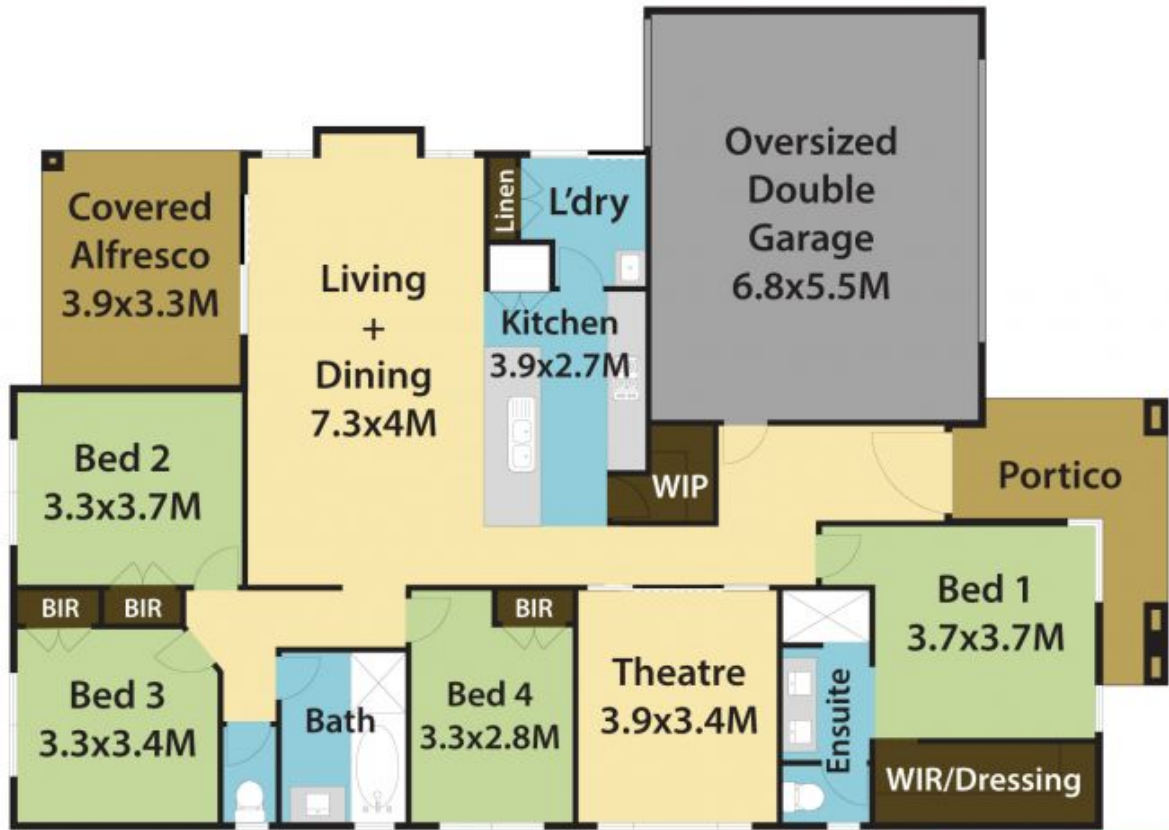 Oversized
Double
Garage
6.8x5.5M
Covered
Alfresco
3.9x3.3M
Living
+
Dining
7.3x4M
Linen
L'dry
Kitchen
3.9x2.7M
WIP
Portico
Bed 2
3.3x3.7M
BIR
BIR
BIR
Bed 1
3.7x3.7M
Bed 3
3.3x3.4M
Bath
Bed 4
3.3x2.8M
Theatre
3.9x3.4M
Ensuite
WIR/Dressing